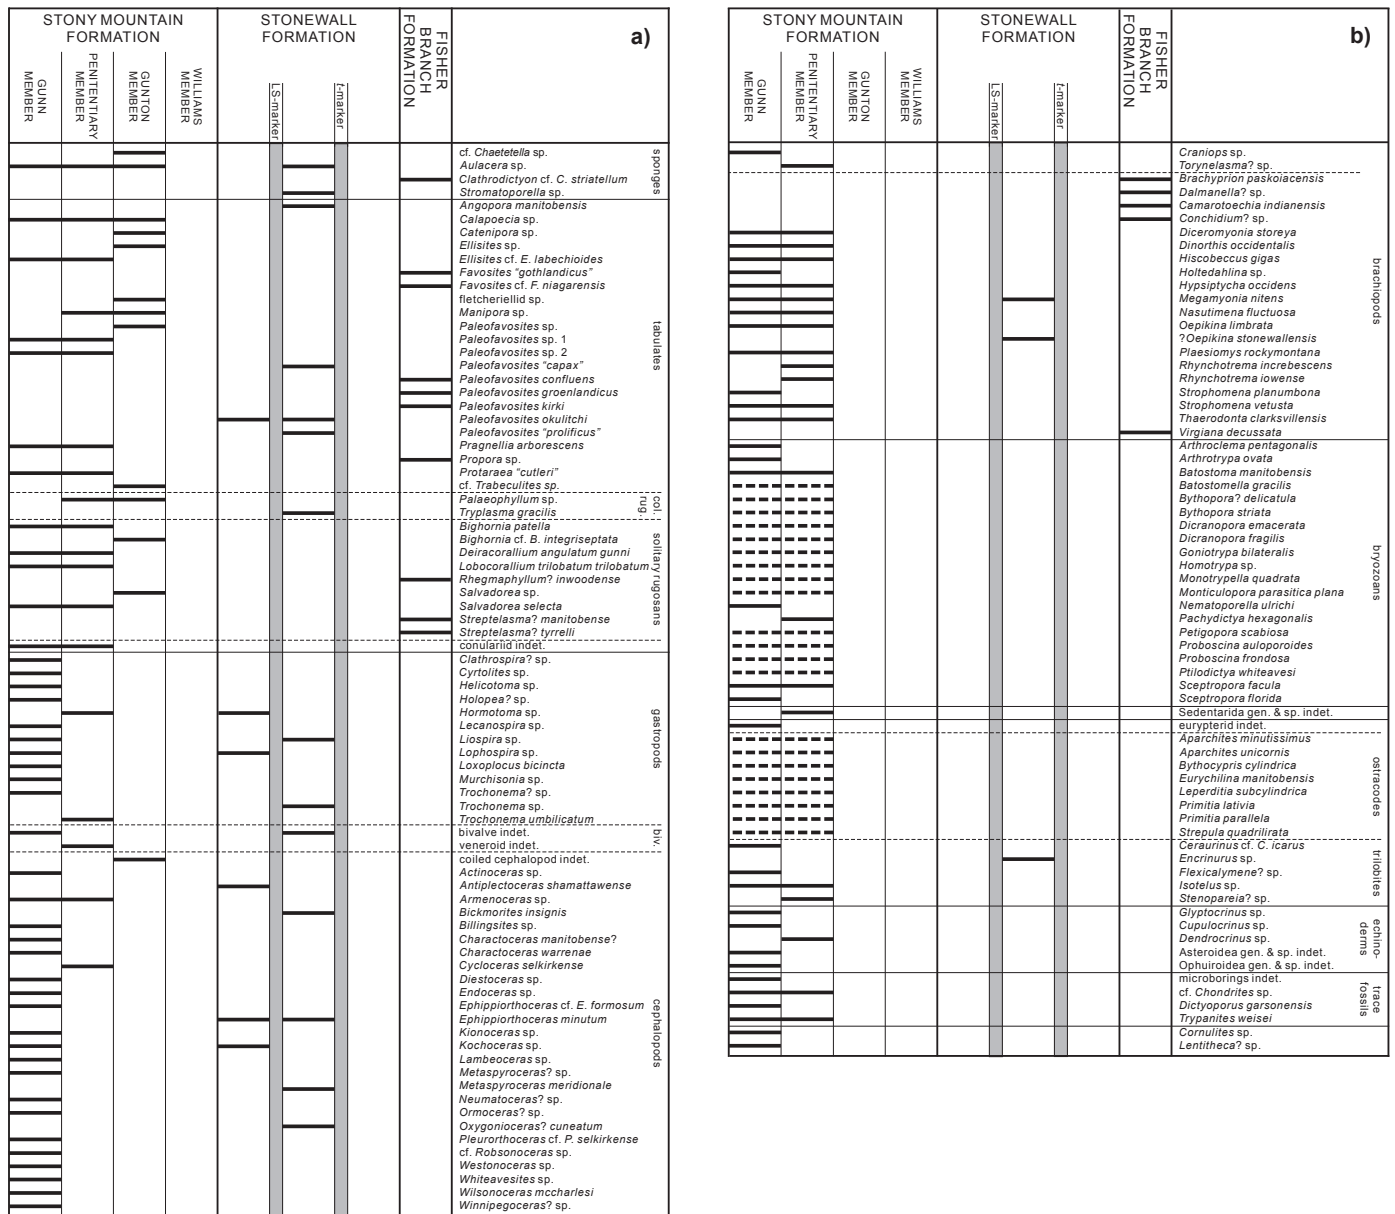 STONY MOUNTAIN
FORMATION
STONEWALL
FORMATION
FISHER
BRANCH
FORMATION
a)
GUNN
MEMBER
PENITENTIARY
MEMBER
GUNTON
MEMBER
WILLIAMS
MEMBER
LS-marker
t-marker
cf. Chaetetella sp.
Aulacera sp.
Clathrodictyon cf. C. striatellum
Stromatoporella sp.
sponges
Angopora manitobensis
Calapoecia sp.
Catenipora sp.
Ellisites sp.
Ellisites cf. E. labechioides
Favosites “gothlandicus”
Favosites cf. F. niagarensis
fletcheriellid sp.
Manipora sp.
Paleofavosites sp.
Paleofavosites sp. 1
Paleofavosites sp. 2
Paleofavosites “capax”
Paleofavosites confluens
Paleofavosites groenlandicus
Paleofavosites kirki
Paleofavosites okulitchi
Paleofavosites “prolificus”
Pragnellia arborescens
Propora sp.
Protaraea “cutleri”
cf. Trabeculites sp.
tabulates
Palaeophyllum sp.
Tryplasma gracilis
col.
rug.
Bighornia patella
Bighornia cf. B. integriseptata
Deiracorallium angulatum gunni
Lobocorallium trilobatum trilobatum
Rhegmaphyllum? inwoodense
Salvadorea sp.
Salvadorea selecta
Streptelasma? manitobense
Streptelasma? tyrrelli
solitary rugosans
conulariid indet.
Clathrospira? sp.
Cyrtolites sp.
Helicotoma sp.
Holopea? sp.
Hormotoma sp.
Lecanospira sp.
Liospira sp.
Lophospira sp.
Loxoplocus bicincta
Murchisonia sp.
Trochonema? sp.
Trochonema sp.
Trochonema umbilicatum
gastropods
bivalve indet.
veneroid indet.
biv.
coiled cephalopod indet.
Actinoceras sp.
Antiplectoceras shamattawense
Armenoceras sp.
Bickmorites insignis
Billingsites sp.
Charactoceras manitobense?
Charactoceras warrenae
Cycloceras selkirkense
Diestoceras sp.
Endoceras sp.
Ephippiorthoceras cf. E. formosum
Ephippiorthoceras minutum
Kionoceras sp.
Kochoceras sp.
Lambeoceras sp.
Metaspyroceras? sp.
Metaspyroceras meridionale
Neumatoceras? sp.
Ormoceras? sp.
Oxygonioceras? cuneatum
Pleurorthoceras cf. P. selkirkense
cf. Robsonoceras sp.
Westonoceras sp.
Whiteavesites sp.
Wilsonoceras mccharlesi
Winnipegoceras? sp.
cephalopods
STONY MOUNTAIN
FORMATION
STONEWALL
FORMATION
FISHER
BRANCH
FORMATION
b)
GUNN
MEMBER
PENITENTIARY
MEMBER
GUNTON
MEMBER
WILLIAMS
MEMBER
LS-marker
t-marker
Craniops sp.
Torynelasma? sp.
Brachyprion paskoiacensis
Dalmanella? sp.
Camarotoechia indianensis
Conchidium? sp.
Diceromyonia storeya
Dinorthis occidentalis
Hiscobeccus gigas
Holtedahlina sp.
Hypsiptycha occidens
Megamyonia nitens
Nasutimena fluctuosa
Oepikina limbrata
?Oepikina stonewallensis
Plaesiomys rockymontana
Rhynchotrema increbescens
Rhynchotrema iowense
Strophomena planumbona
Strophomena vetusta
Thaerodonta clarksvillensis
Virgiana decussata
brachiopods
Arthroclema pentagonalis
Arthrotrypa ovata
Batostoma manitobensis
Batostomella gracilis
Bythopora? delicatula
Bythopora striata
Dicranopora emacerata
Dicranopora fragilis
Goniotrypa bilateralis
Homotrypa sp.
Monotrypella quadrata
Monticulopora parasitica plana
Nematoporella ulrichi
Pachydictya hexagonalis
Petigopora scabiosa
Proboscina auloporoides
Proboscina frondosa
Ptilodictya whiteavesi
Sceptropora facula
Sceptropora florida
bryozoans
Sedentarida gen. & sp. indet.
eurypterid indet.
Aparchites minutissimus
Aparchites unicornis
Bythocypris cylindrica
Eurychilina manitobensis
Leperditia subcylindrica
Primitia lativia
Primitia parallela
Strepula quadrilirata
ostracodes
Ceraurinus cf. C. icarus
Encrinurus sp.
Flexicalymene? sp.
Isotelus sp.
Stenopareia? sp.
trilobites
Glyptocrinus sp.
Cupulocrinus sp.
Dendrocrinus sp.
Asteroidea gen. & sp. indet.
Ophuiroidea gen. & sp. indet.
echino-
derms
microborings indet.
cf. Chondrites sp.
Dictyoporus garsonensis
Trypanites weisei
trace
fossils
Cornulites sp.
Lentitheca? sp.